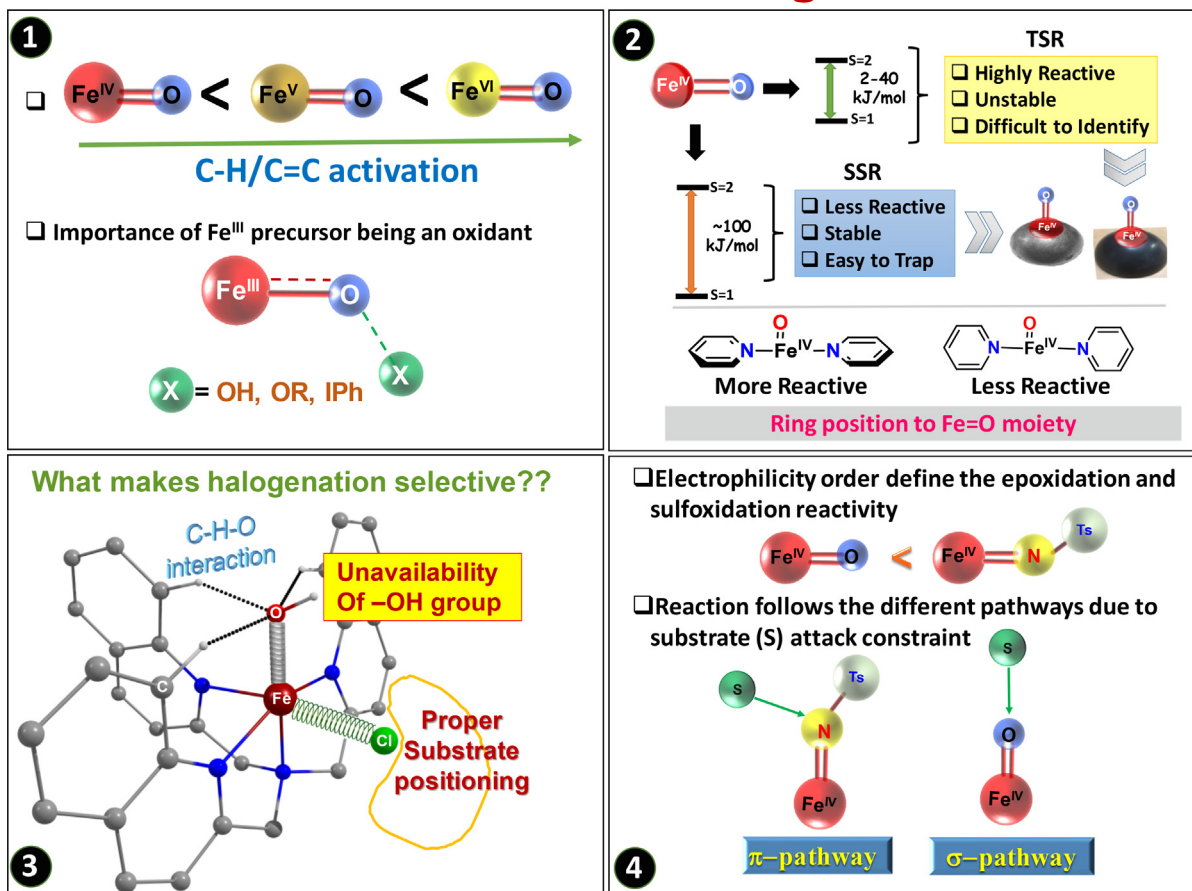 1
☐ Fe^IV = O < Fe^V = O < Fe^VI = O
C-H/C=C activation
☐ Importance of Fe^III precursor being an oxidant
Fe^III O
X
X = OH, OR, IPh
2
Fe^IV O
S=2
2-40
kJ/mol
S=1
TSR
☐ Highly Reactive
☐ Unstable
☐ Difficult to Identify
S=2
~100
kJ/mol
S=1
SSR
☐ Less Reactive
☐ Stable
☐ Easy to Trap
O
Fe^IV
O
Fe^IV
O
N Fe^IV N
More Reactive
O
N Fe^IV N
Less Reactive
Ring position to Fe=O moiety
What makes halogenation selective??
C-H-O
interaction
Unavailability
Of –OH group
O
C
Fe
Cl
Proper
Substrate
positioning
3
☐Electrophilicity order define the epoxidation and
sulfoxidation reactivity
Fe^IV O < Fe^IV N Ts
☐Reaction follows the different pathways due to
substrate (S) attack constraint
S
Ts
N
Fe^IV
π–pathway
S
O
Fe^IV
σ–pathway
4